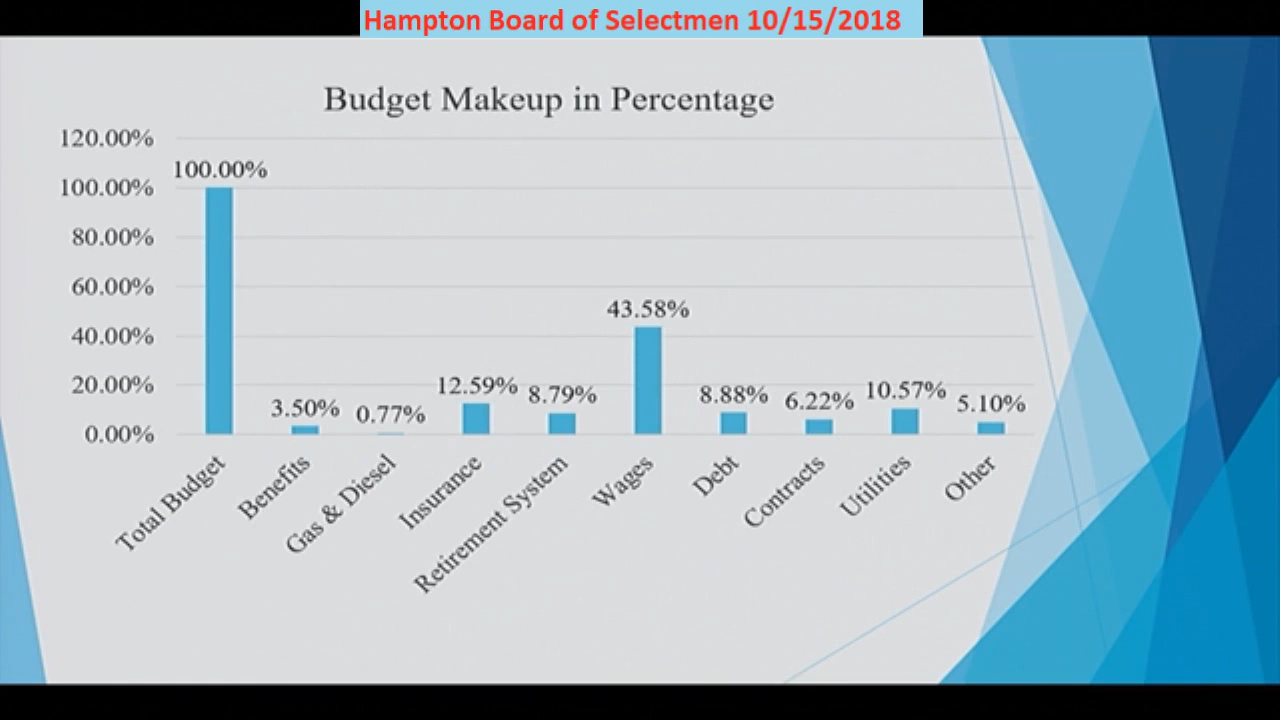 Hampton Board of Selectmen 10/15/2018
Budget Makeup in Percentage
120.00%
100.00%
80.00%
60.00%
40.00%
20.00%
0.00%
100.00%
3.50%
0.77%
12.59%
8.79%
43.58%
8.88%
6.22%
10.57%
5.10%
Total Budget
Benefits
Gas & Diesel
Insurance
Retirement System
Wages
Debt
Contracts
Utilities
Other